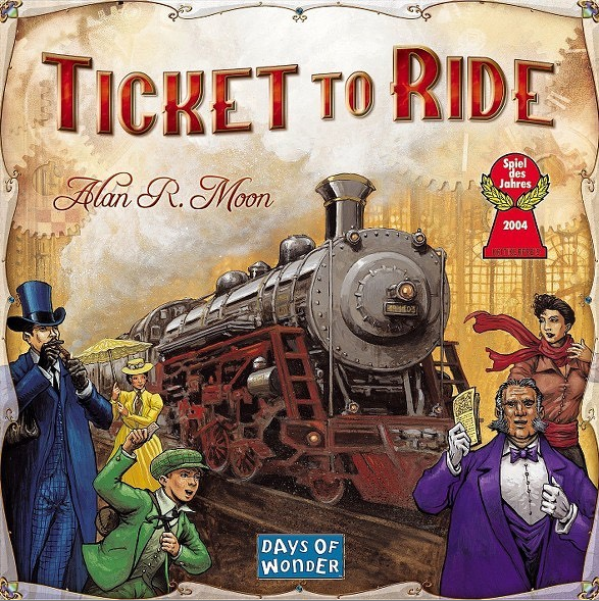 TICKET TO RIDE
Alan R. Moon
Spiel
des
Jahres
2004
DAYS OF
WONDER